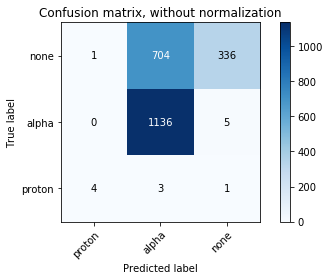 Confusion matrix, without normalization
True label
none
1 704 336
alpha
0 1136 5
proton
4 3 1
proton alpha none
Predicted label
1000
800
600
400
200
0